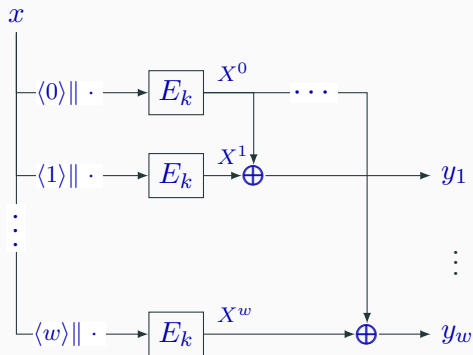 x
⟨0⟩∥ · E_k X^0 ···
⟨1⟩∥ · E_k X^1 ⊕ y_1
⋮ ⋮
⟨w⟩∥ · E_k X^w ⊕ y_w